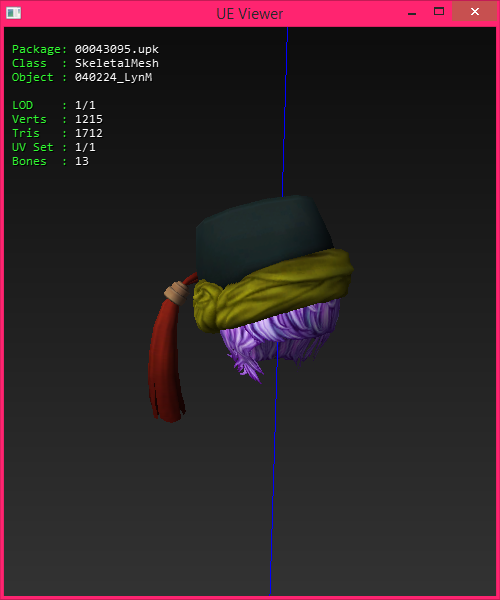 UE Viewer
Package: 00043095.upk
Class : SkeletalMesh
Object : 040224_LynM
LOD : 1/1
Verts : 1215
Tris : 1712
UV Set : 1/1
Bones : 13